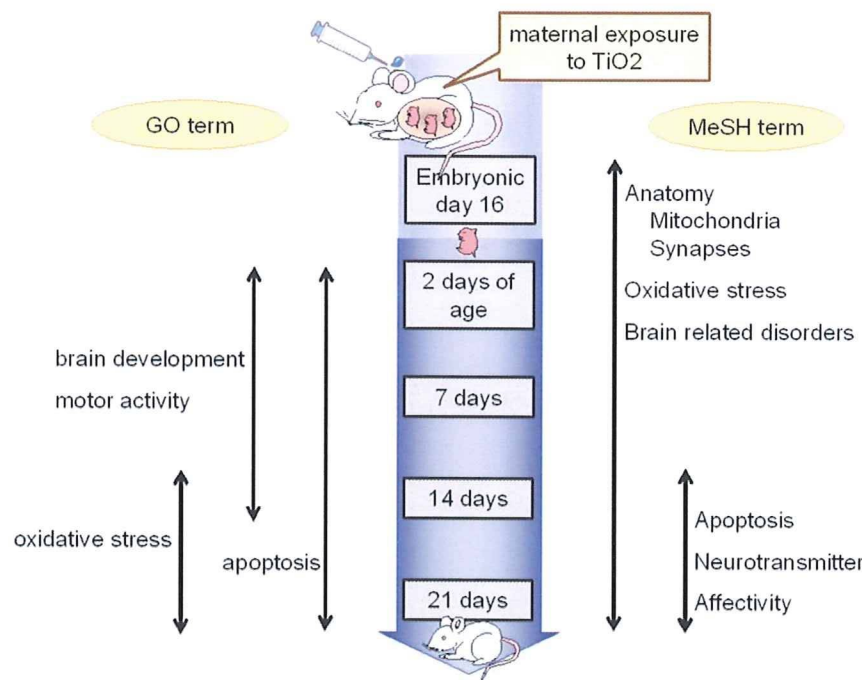 maternal exposure
to TiO2
GO term
MeSH term
Embryonic
day 16
Anatomy
Mitochondria
Synapses
Oxidative stress
Brain related disorders
2 days of
age
brain development
motor activity
7 days
14 days
oxidative stress
apoptosis
Apoptosis
Neurotransmitter
Affectivity
21 days